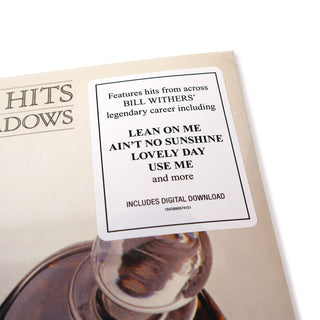 HITS
ADOWS
Features hits from across
BILL WITHERS'
legendary career including
LEAN ON ME
AIN'T NO SUNSHINE
LOVELY DAY
USE ME
and more
INCLUDES DIGITAL DOWNLOAD